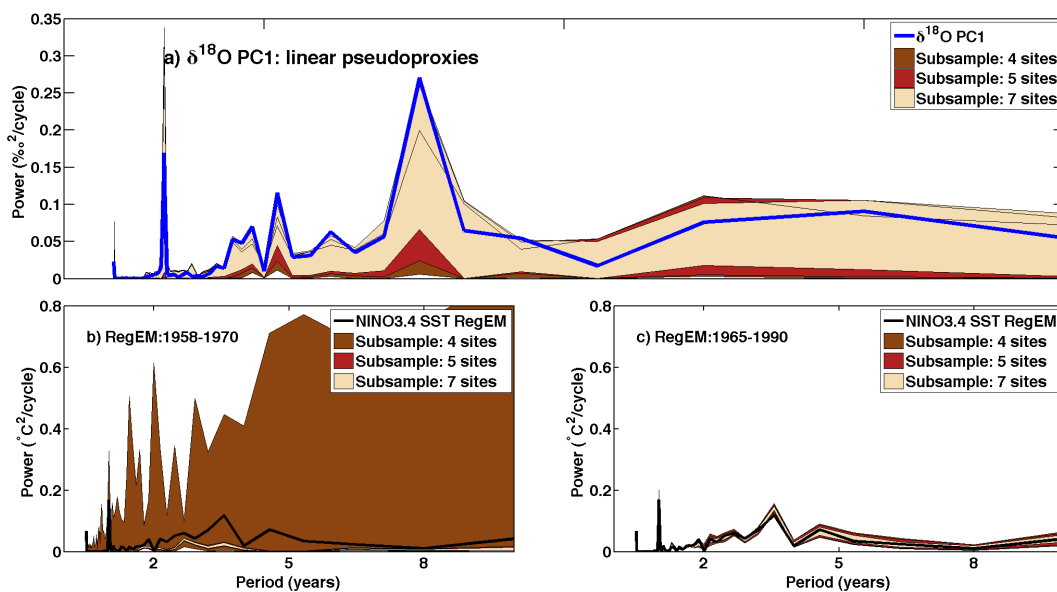 0.35
0.3
0.25
0.2
0.15
0.1
0.05
0
Power (‰²/cycle)
a) δ¹⁸O PC1: linear pseudoproxies
δ¹⁸O PC1
Subsample: 4 sites
Subsample: 5 sites
Subsample: 7 sites
0.8
0.6
0.4
0.2
0
Power (°C²/cycle)
b) RegEM:1958-1970
NINO3.4 SST RegEM
Subsample: 4 sites
Subsample: 5 sites
Subsample: 7 sites
2 5 8
Period (years)
0.8
0.6
0.4
0.2
0
Power (°C²/cycle)
c) RegEM:1965-1990
NINO3.4 SST RegEM
Subsample: 4 sites
Subsample: 5 sites
Subsample: 7 sites
2 5 8
Period (years)